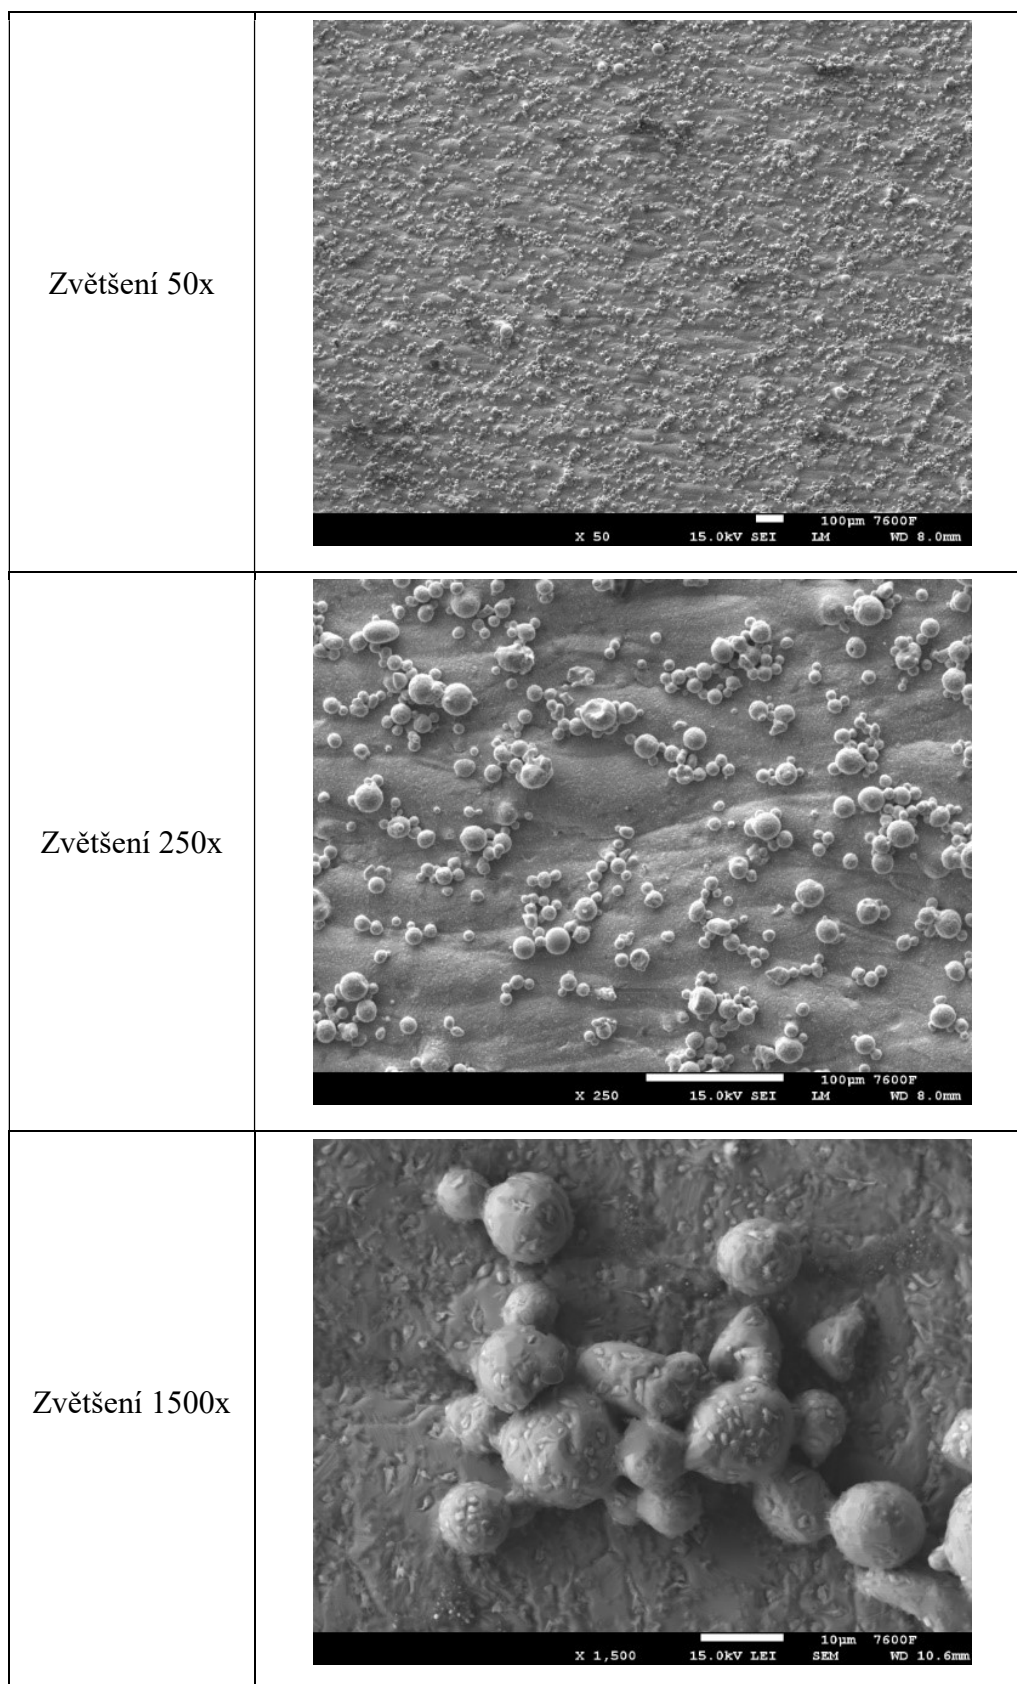 Zvětšení 50x
100µm 7600F
X 50 15.0kV SEI LM WD 8.0mm
Zvětšení 250x
100µm 7600F
X 250 15.0kV SEI LM WD 8.0mm
Zvětšení 1500x
10µm 7600F
X 1,500 15.0kV LEI SEM WD 10.6mm